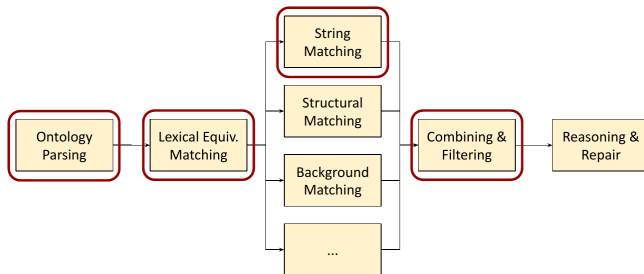 String
Matching
Ontology
Parsing
Lexical Equiv.
Matching
Structural
Matching
Combining &
Filtering
Reasoning &
Repair
Background
Matching
...